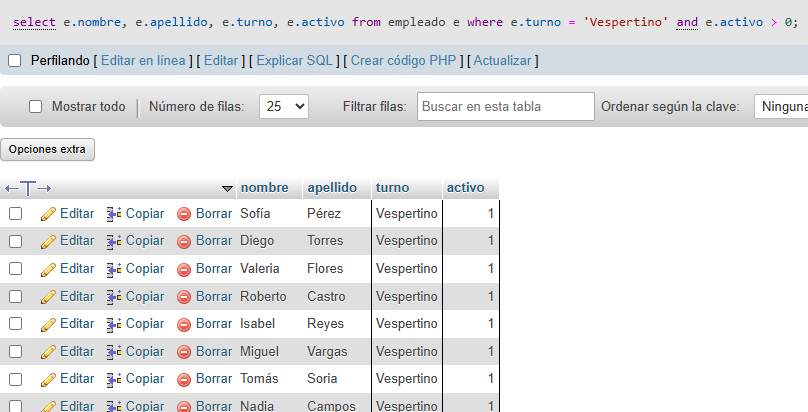 select e.nombre, e.apellido, e.turno, e.activo from empleado e where e.turno = 'Vespertino' and e.activo > 0;
Perfilando [ Editar en línea ] [ Editar ] [ Explicar SQL ] [ Crear código PHP ] [ Actualizar ]
Mostrar todo Número de filas: 25 Filtrar filas: Buscar en esta tabla Ordenar según la clave: Ninguna
Opciones extra
nombre apellido turno activo
Editar Copiar Borrar Sofía Pérez Vespertino 1
Editar Copiar Borrar Diego Torres Vespertino 1
Editar Copiar Borrar Valeria Flores Vespertino 1
Editar Copiar Borrar Roberto Castro Vespertino 1
Editar Copiar Borrar Isabel Reyes Vespertino 1
Editar Copiar Borrar Miguel Vargas Vespertino 1
Editar Copiar Borrar Tomás Soria Vespertino 1
Editar Copiar Borrar Nadia Campos Vespertino 1